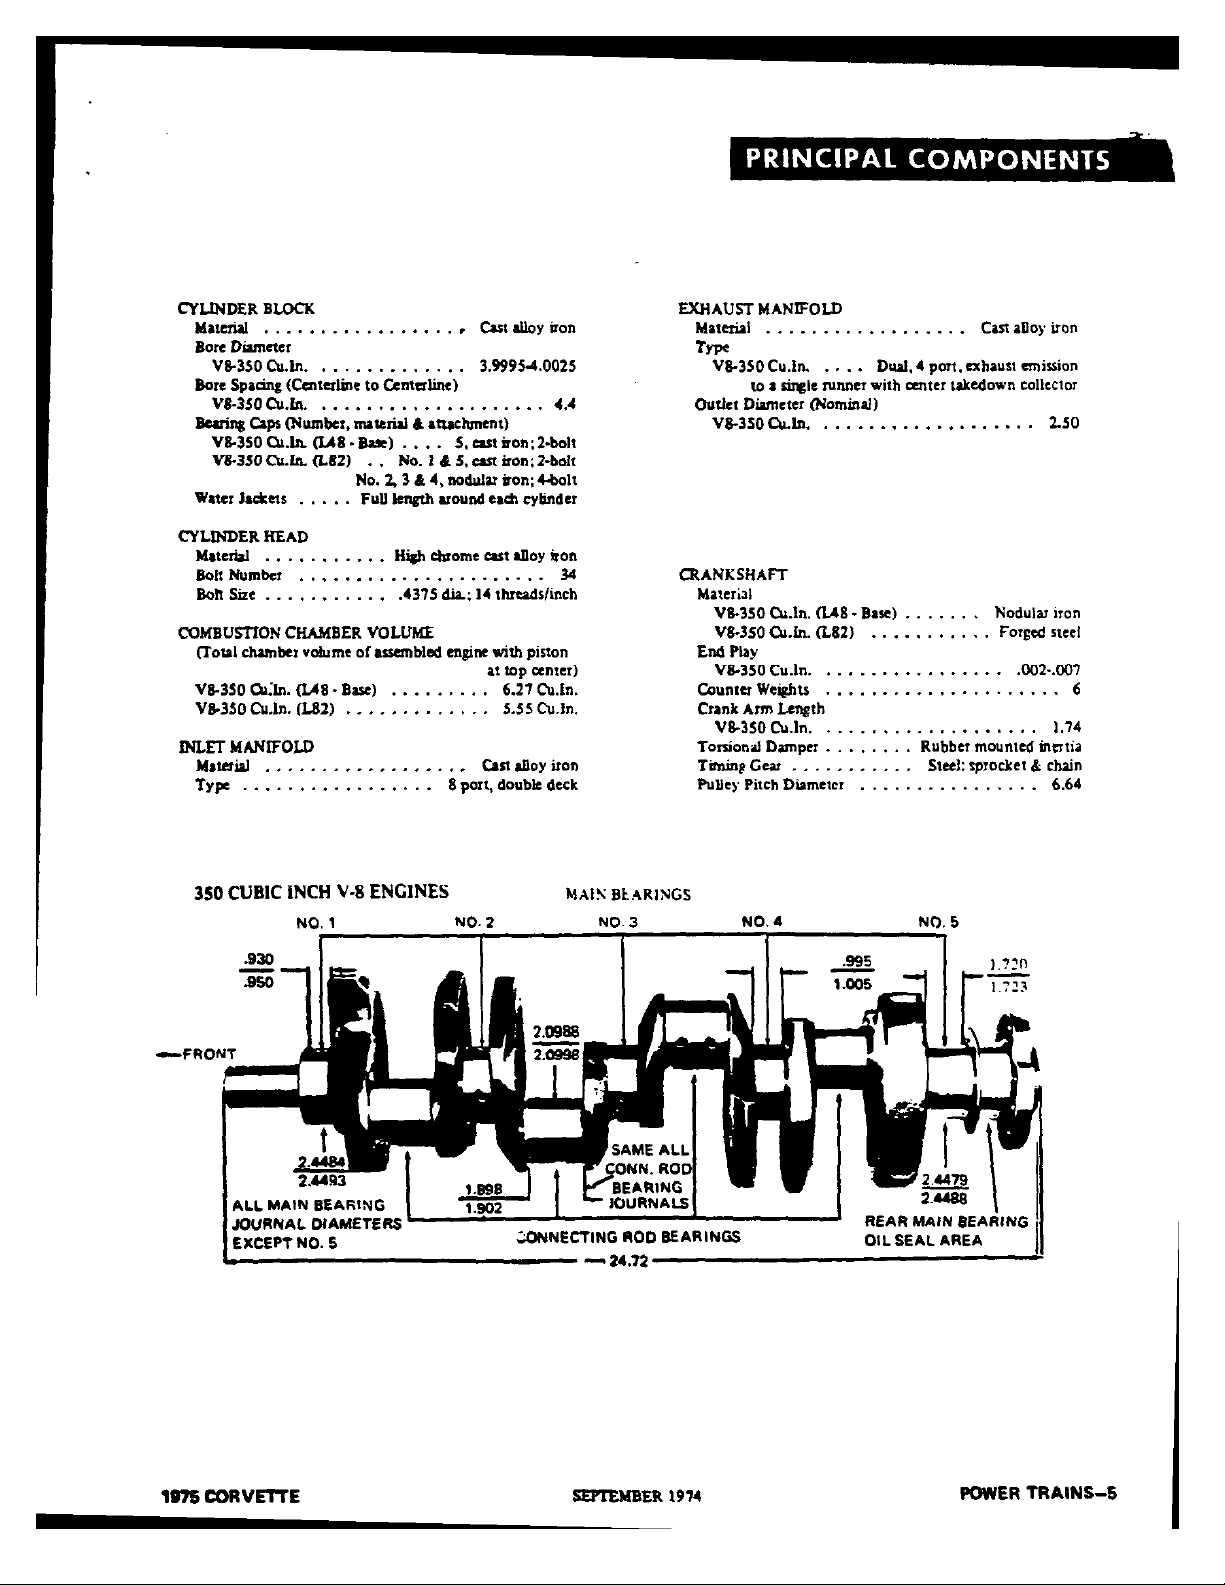 PRINCIPAL COMPONENTS
CYLINDER BLOCK
Material . . . . . . . . . . . . . . . . . . Cast alloy iron
Bore Diameter
V8-350 Cu.In. . . . . . . . . . . . . . 3.9995-4.0025
Bore Spacing (Centerline to Centerline)
V8-350 Cu.In. . . . . . . . . . . . . . . . . . . . . 4.4
Bearing Caps (Number, material & attachment)
V8-350 Cu.In. (L48 - Base) . . . . 5, cast iron; 2-bolt
V8-350 Cu.In. (L82) . . No. 1 & 5, cast iron; 2-bolt
No. 2, 3 & 4, nodular iron; 4-bolt
Water Jackets . . . . . Full length around each cylinder
CYLINDER HEAD
Material . . . . . . . . . . . High chrome cast alloy iron
Bolt Number . . . . . . . . . . . . . . . . . . . . . . 34
Bolt Size . . . . . . . . . . . .4375 dia.; 14 threads/inch
COMBUSTION CHAMBER VOLUME
(Total chamber volume of assembled engine with piston
at top center)
V8-350 Cu.In. (L48 - Base) . . . . . . . . . 6.27 Cu.In.
V8-350 Cu.In. (L82) . . . . . . . . . . . . . 5.55 Cu.In.
INLET MANIFOLD
Material . . . . . . . . . . . . . . . . . . Cast alloy iron
Type . . . . . . . . . . . . . . . . . 8 port, double deck
EXHAUST MANIFOLD
Material . . . . . . . . . . . . . . . . . . Cast alloy iron
Type
V8-350 Cu.In. . . . . Dual, 4 port, exhaust emission
to a single runner with center takedown collector
Outlet Diameter (Nominal)
V8-350 Cu.In. . . . . . . . . . . . . . . . . . . . 2.50
CRANKSHAFT
Material
V8-350 Cu.In. (L48 - Base) . . . . . . . Nodular iron
V8-350 Cu.In. (L82) . . . . . . . . . . . Forged steel
End Play
V8-350 Cu.In. . . . . . . . . . . . . . . . . .002-.007
Counter Weights . . . . . . . . . . . . . . . . . . . . . 6
Crank Arm Length
V8-350 Cu.In. . . . . . . . . . . . . . . . . . . . 1.74
Torsional Damper . . . . . . . . Rubber mounted inertia
Timing Gear . . . . . . . . . . . Steel: sprocket & chain
Pulley Pitch Diameter . . . . . . . . . . . . . . . . 6.64
350 CUBIC INCH V-8 ENGINES
MAIN BEARINGS
NO. 1 NO. 2 NO. 3 NO. 4 NO. 5
.930
.950
.995
1.005
1.720
1.723
2.0988
2.0998
FRONT
2.4484
2.4493
ALL MAIN BEARING
JOURNAL DIAMETERS
EXCEPT NO. 5
1.898
1.902
SAME ALL
CONN. ROD
BEARING
JOURNALS
CONNECTING ROD BEARINGS
2.4479
2.4488
REAR MAIN BEARING
OIL SEAL AREA
24.72
1975 CORVETTE SEPTEMBER 1974 POWER TRAINS-5